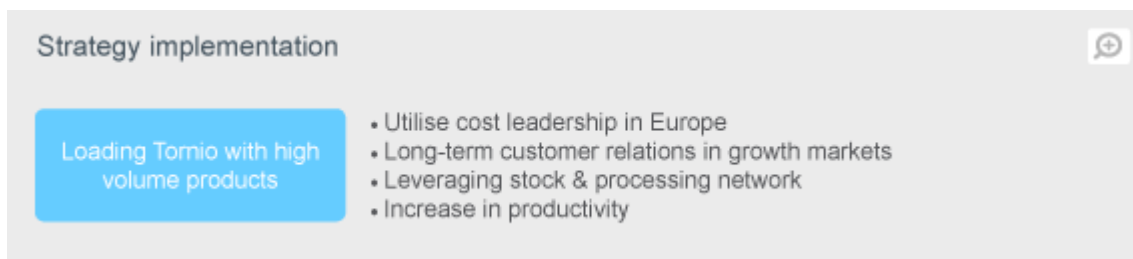 Strategy implementation
Loading Tornio with high
volume products
• Utilise cost leadership in Europe
• Long-term customer relations in growth markets
• Leveraging stock & processing network
• Increase in productivity